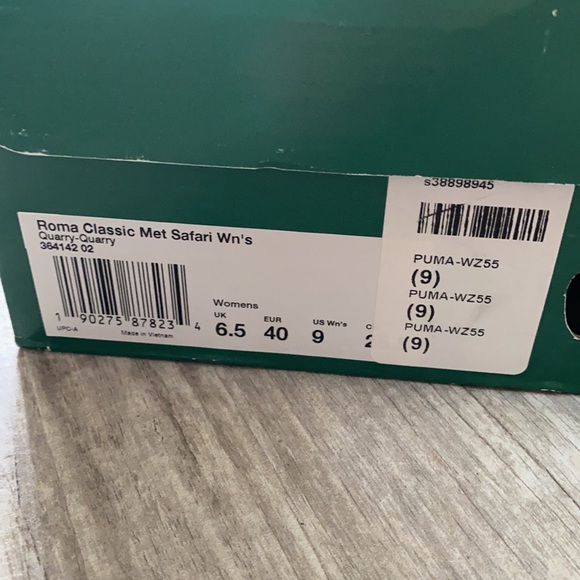 Roma Classic Met Safari Wn's
Quarry-Quarry
364142 02
1 90275 87823 4
UPC-A
Made in Vietnam
Womens
UK EUR US Wn's C
6.5 40 9 2
s38898945
PUMA-WZ55
(9)
PUMA-WZ55
(9)
PUMA-WZ55
(9)